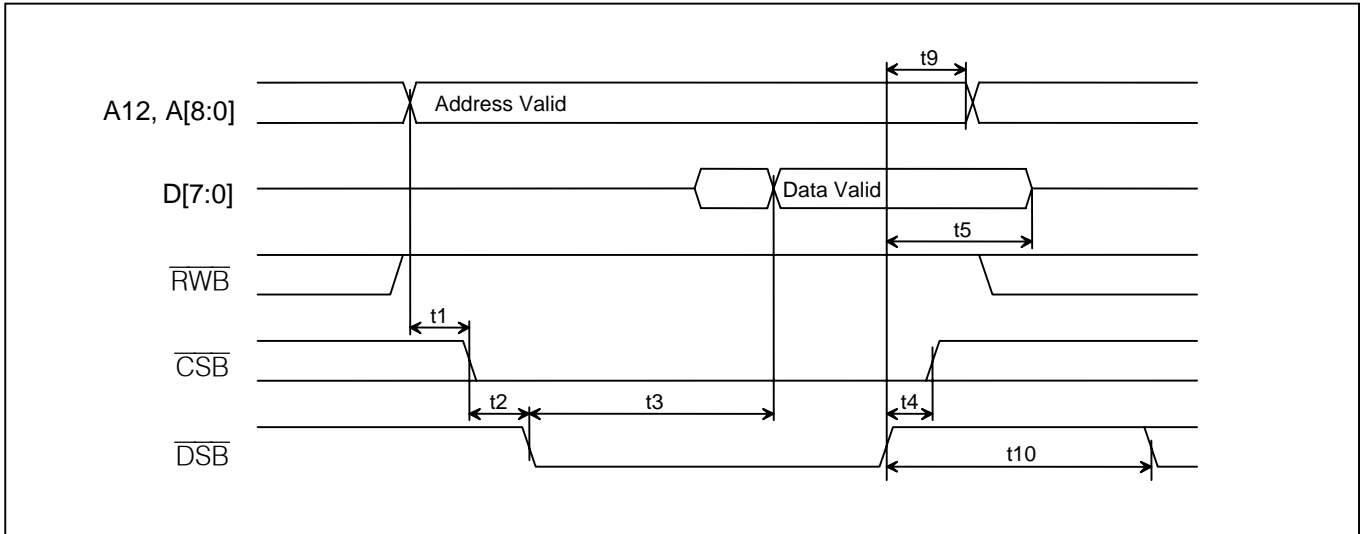 t9
A12, A[8:0]
Address Valid
D[7:0]
Data Valid
t5
RWB
t1
CSB
t2
t3
t4
DSB
t10